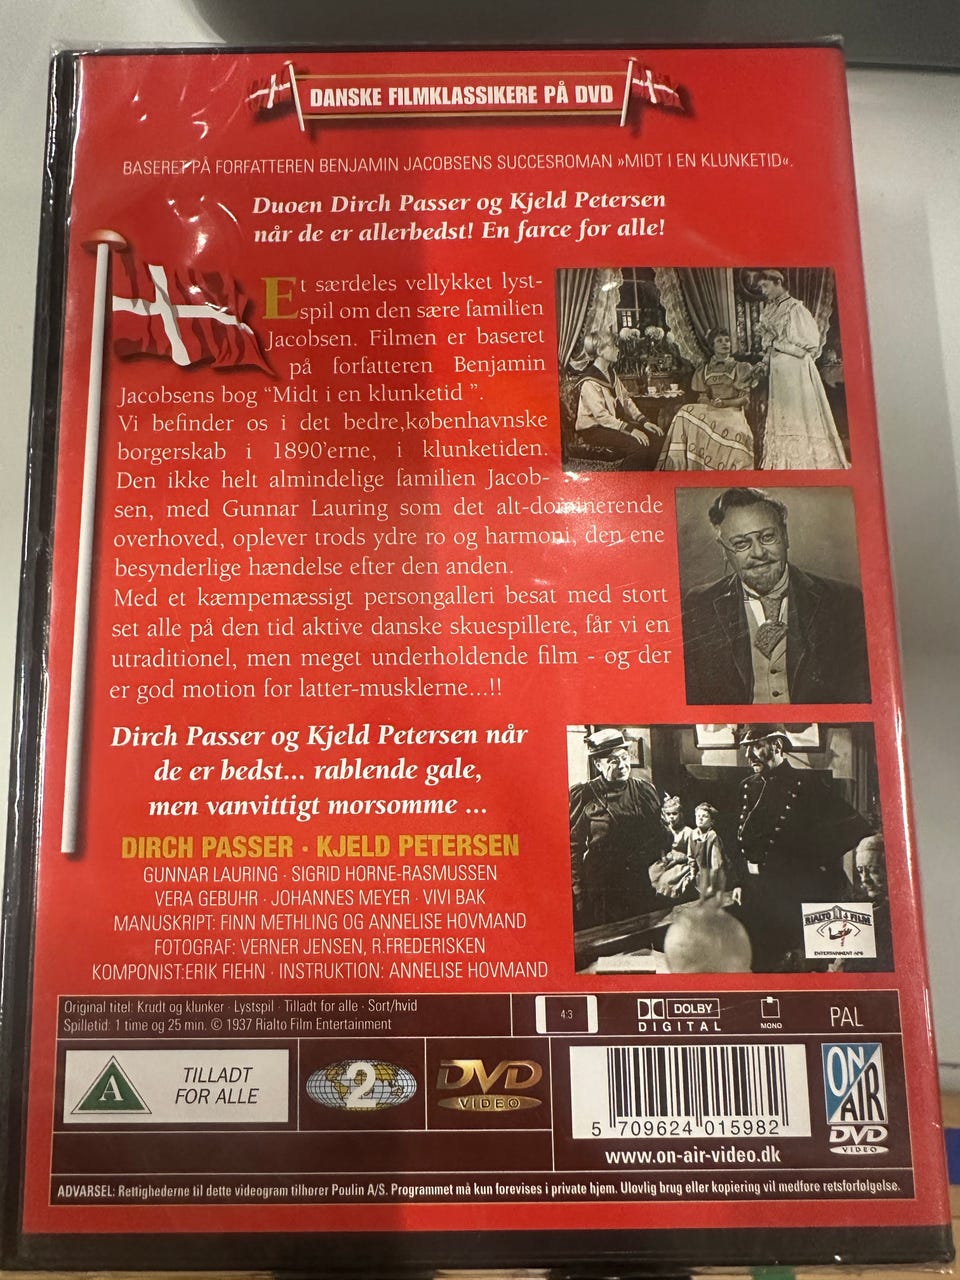 DANSKE FILMKLASSIKERE PÅ DVD
BASERET PÅ FORFATTEREN BENJAMIN JACOBSENS SUCCESROMAN »MIDT I EN KLUNKETID«.
Duoen Dirch Passer og Kjeld Petersen
når de er allerbedst! En farce for alle!
Et særdeles vellykket lyst-
spil om den sære familien
Jacobsen. Filmen er baseret
på forfatteren Benjamin
Jacobsens bog “Midt i en klunketid ”.
Vi befinder os i det bedre,københavnske
borgerskab i 1890'erne, i klunketiden.
Den ikke helt almindelige familien Jacob-
sen, med Gunnar Lauring som det alt-dominerende
overhoved, oplever trods ydre ro og harmoni, den ene
besynderlige hændelse efter den anden.
Med et kæmpemæssigt persongalleri besat med stort
set alle på den tid aktive danske skuespillere, får vi en
utraditionel, men meget underholdende film - og der
er god motion for latter-musklerne...!!
Dirch Passer og Kjeld Petersen når
de er bedst... rablende gale,
men vanvittigt morsomme ...
DIRCH PASSER · KJELD PETERSEN
GUNNAR LAURING · SIGRID HORNE-RASMUSSEN
VERA GEBUHR · JOHANNES MEYER · VIVI BAK
MANUSKRIPT: FINN METHLING OG ANNELISE HOVMAND
FOTOGRAF: VERNER JENSEN, R.FREDERISKEN
KOMPONIST:ERIK FIEHN · INSTRUKTION: ANNELISE HOVMAND
RIALTO FILM
ENTERTAINMENT APS
Original titel: Krudt og klunker · Lystspil · Tilladt for alle · Sort/hvid
Spilletid: 1 time og 25 min. © 1937 Rialto Film Entertainment
4:3
DOLBY
DIGITAL
MONO
PAL
A
TILLADT
FOR ALLE
2
DVD
VIDEO
5 709624 015982
www.on-air-video.dk
ON
AIR
DVD
VIDEO
ADVARSEL: Rettighederne til dette videogram tilhører Poulin A/S. Programmet må kun forevises i private hjem. Ulovlig brug eller kopiering vil medføre retsforfølgelse.